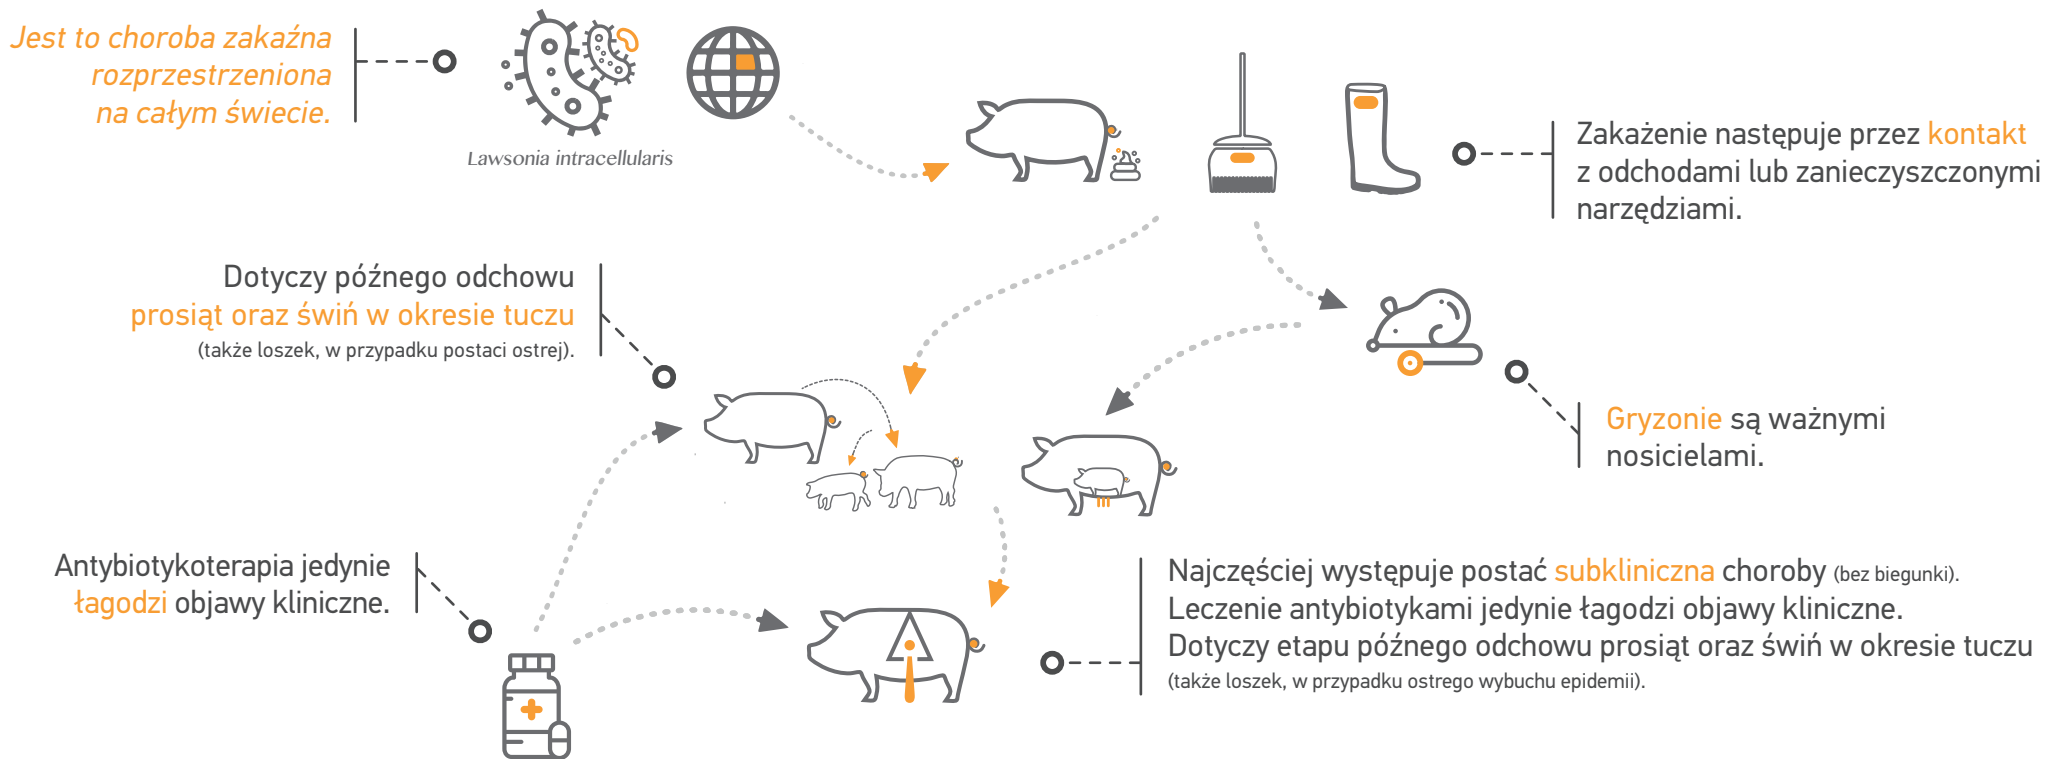 Jest to choroba zakaźna
rozprzestrzeniona
na całym świecie.
Lawsonia intracellularis
Zakażenie następuje przez kontakt
z odchodami lub zanieczyszczonymi
narzędziami.
Dotyczy późnego odchowu
prosiąt oraz świń w okresie tuczu
(także loszek, w przypadku postaci ostrej).
Gryzonie są ważnymi
nosicielami.
Antybiotykoterapia jedynie
łagodzi objawy kliniczne.
Najczęściej występuje postać subkliniczna choroby (bez biegunki).
Leczenie antybiotykami jedynie łagodzi objawy kliniczne.
Dotyczy etapu późnego odchowu prosiąt oraz świń w okresie tuczu
(także loszek, w przypadku ostrego wybuchu epidemii).